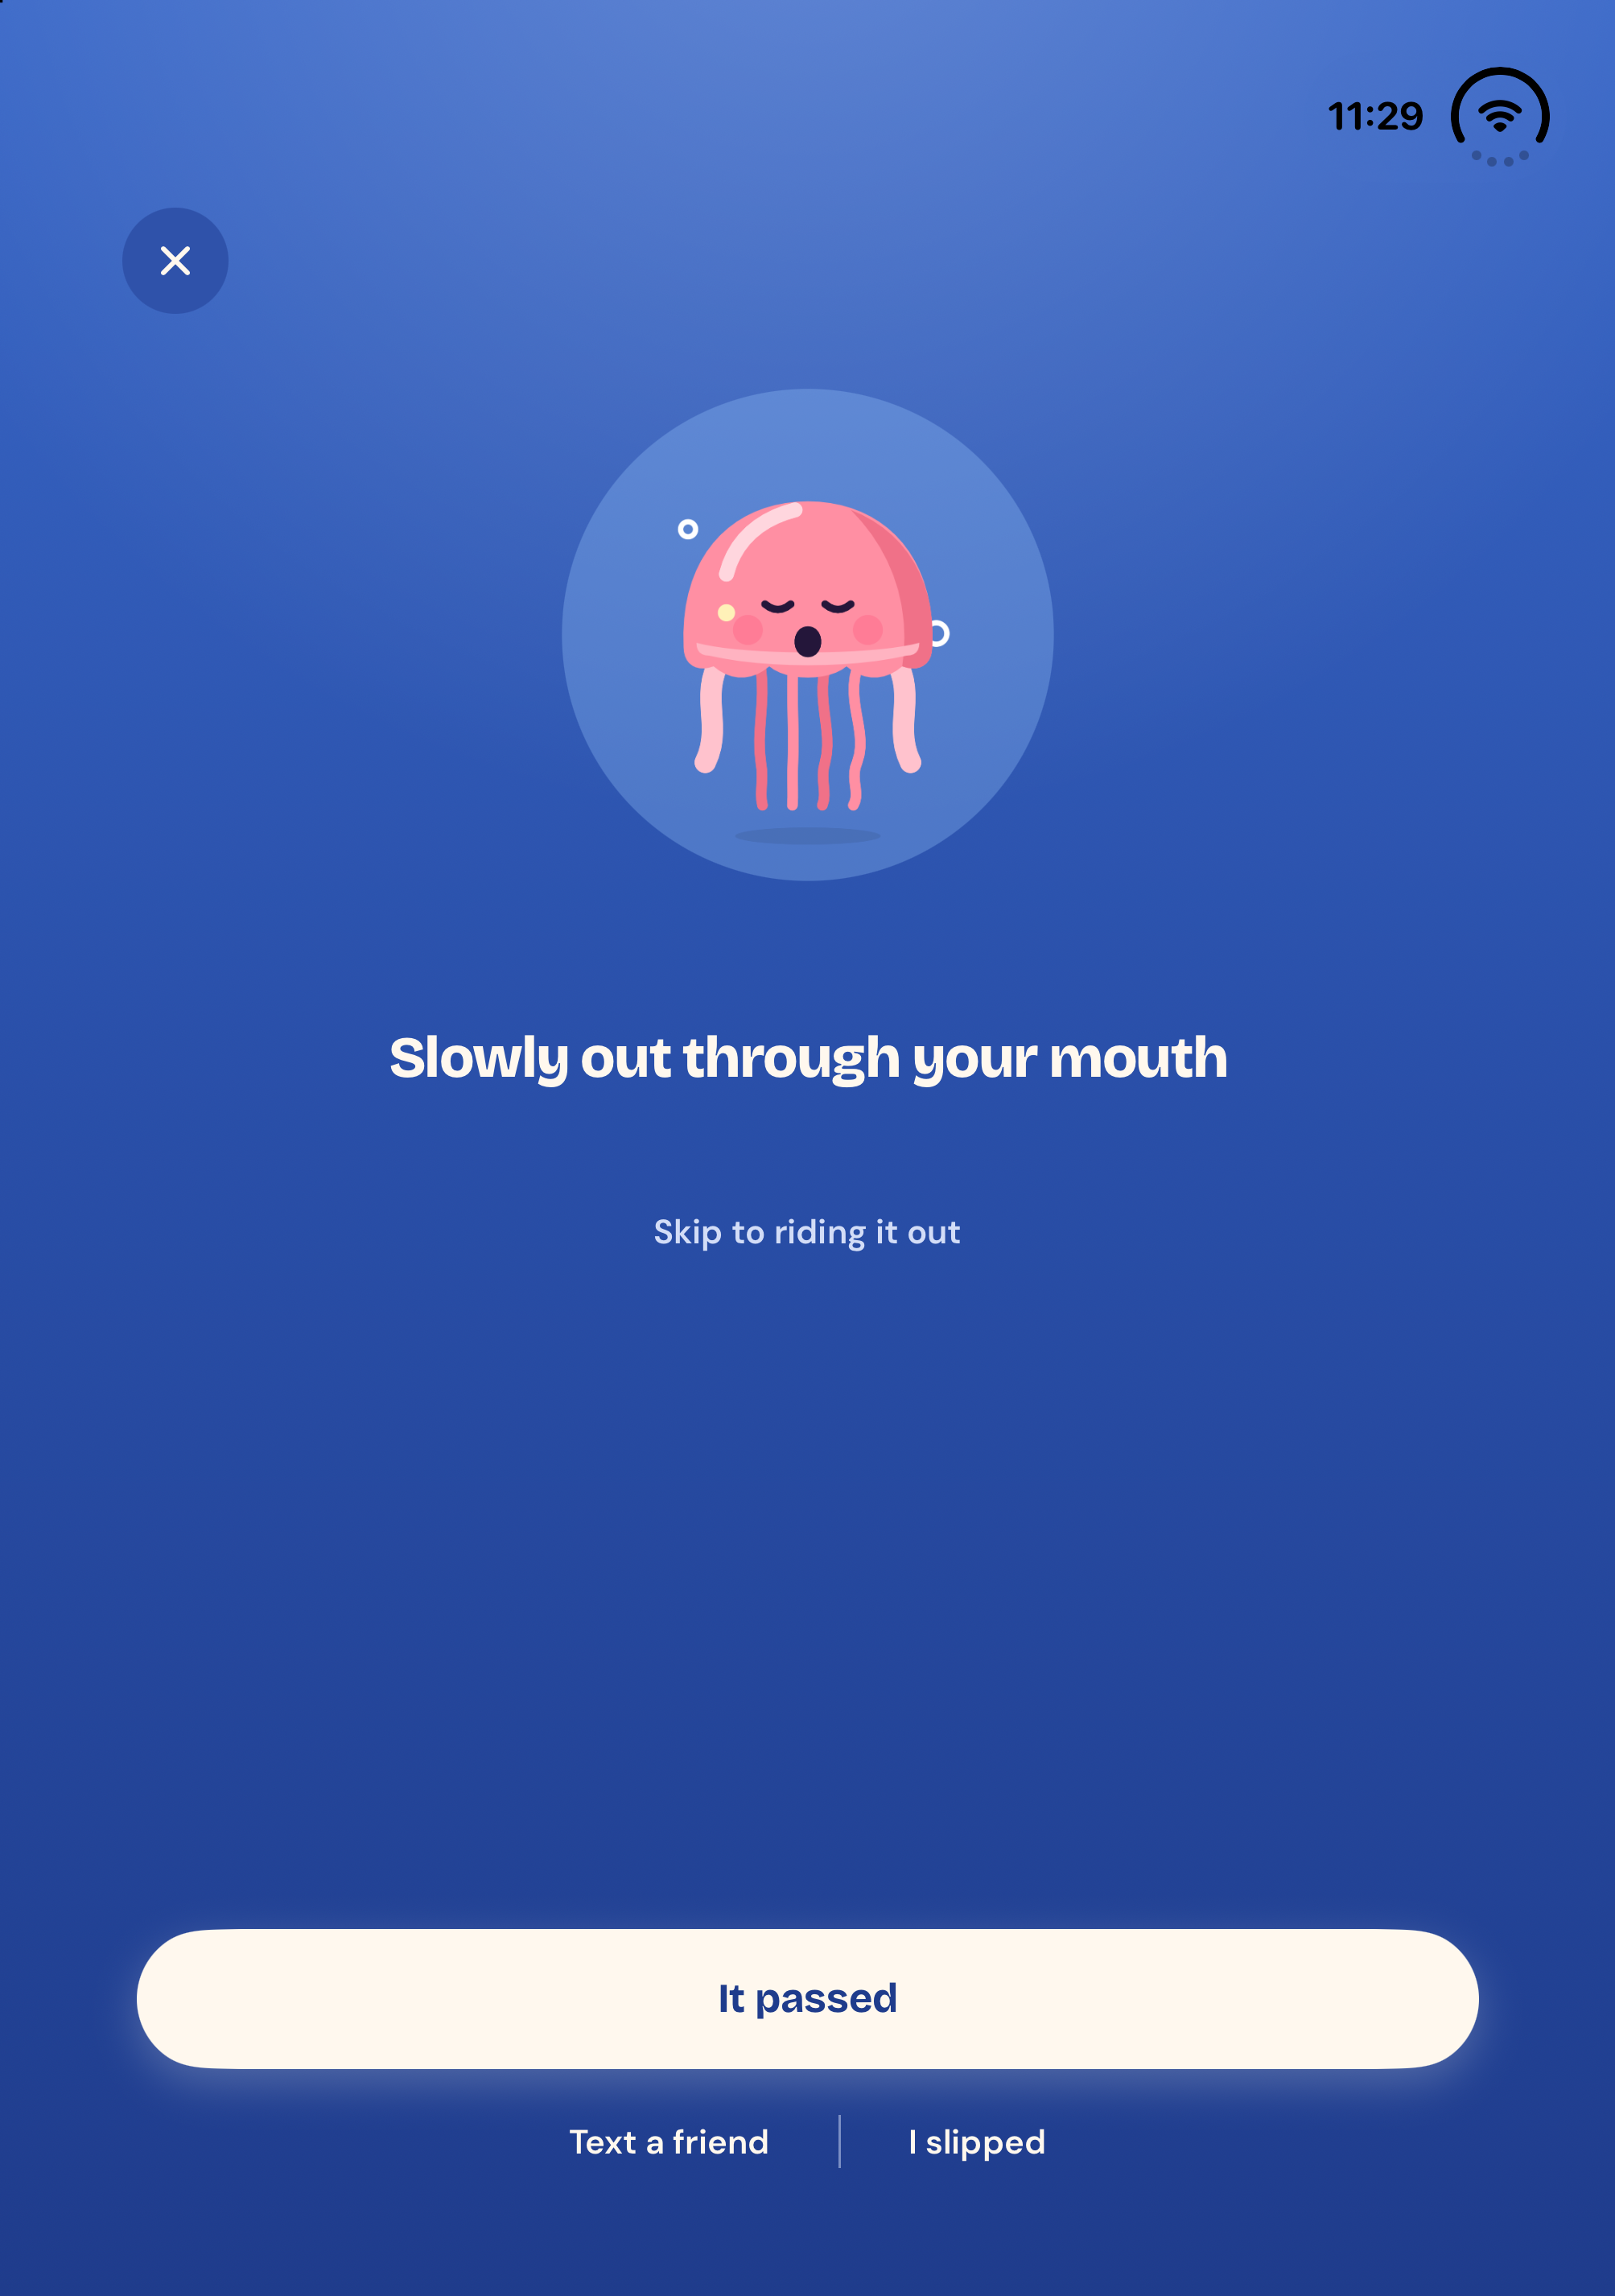 11:29
Slowly out through your mouth
Skip to riding it out
It passed
Text a friend
I slipped